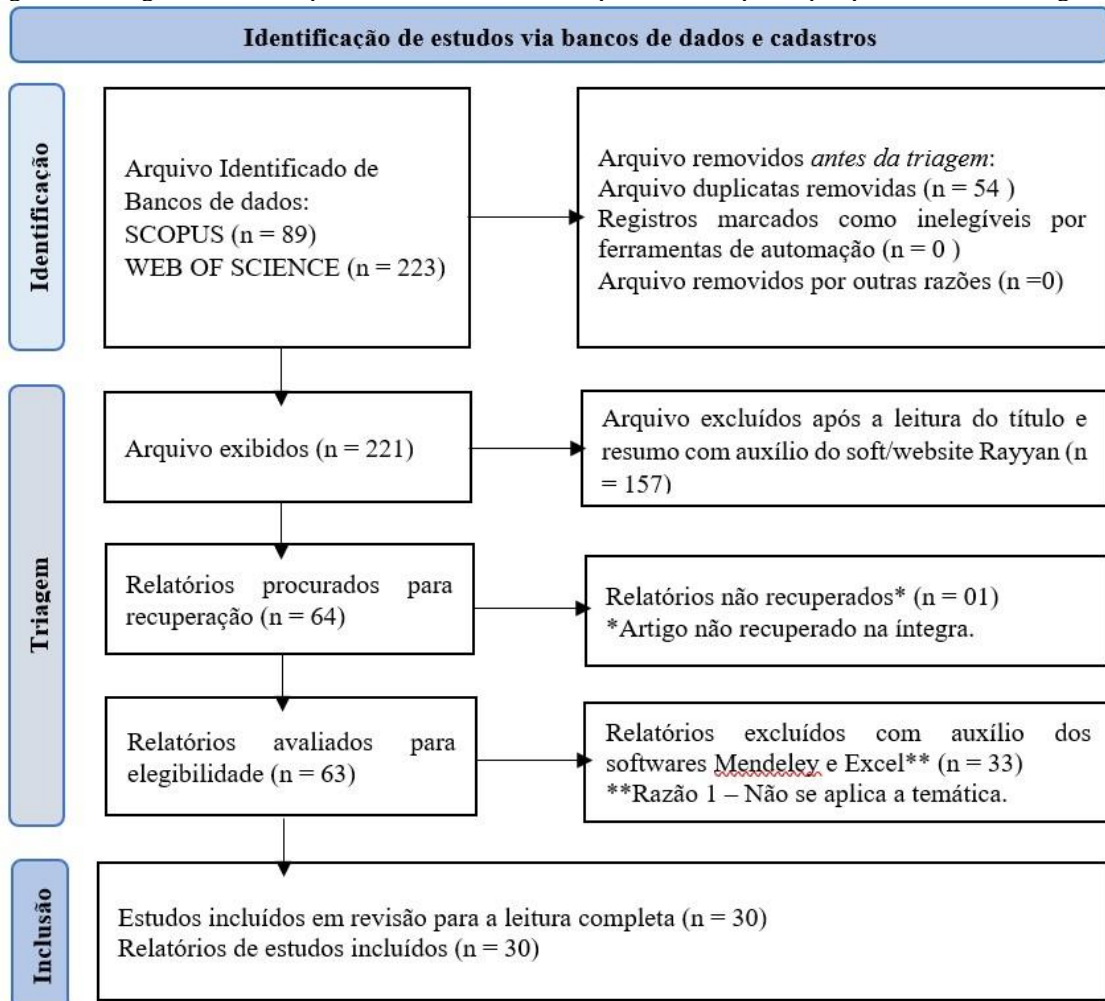 Identificação de estudos via bancos de dados e cadastros
Identificação
Arquivo Identificado de
Bancos de dados:
SCOPUS (n = 89)
WEB OF SCIENCE (n = 223)
Arquivo removidos antes da triagem:
Arquivo duplicatas removidas (n = 54 )
Registros marcados como inelegíveis por
ferramentas de automação (n = 0 )
Arquivo removidos por outras razões (n =0)
Triagem
Arquivo exibidos (n = 221)
Arquivo excluídos após a leitura do título e
resumo com auxílio do soft/website Rayyan (n
= 157)
Relatórios procurados para
recuperação (n = 64)
Relatórios não recuperados* (n = 01)
*Artigo não recuperado na íntegra.
Relatórios avaliados para
elegibilidade (n = 63)
Relatórios excluídos com auxílio dos
softwares Mendeley e Excel** (n = 33)
**Razão 1 – Não se aplica a temática.
Inclusão
Estudos incluídos em revisão para a leitura completa (n = 30)
Relatórios de estudos incluídos (n = 30)